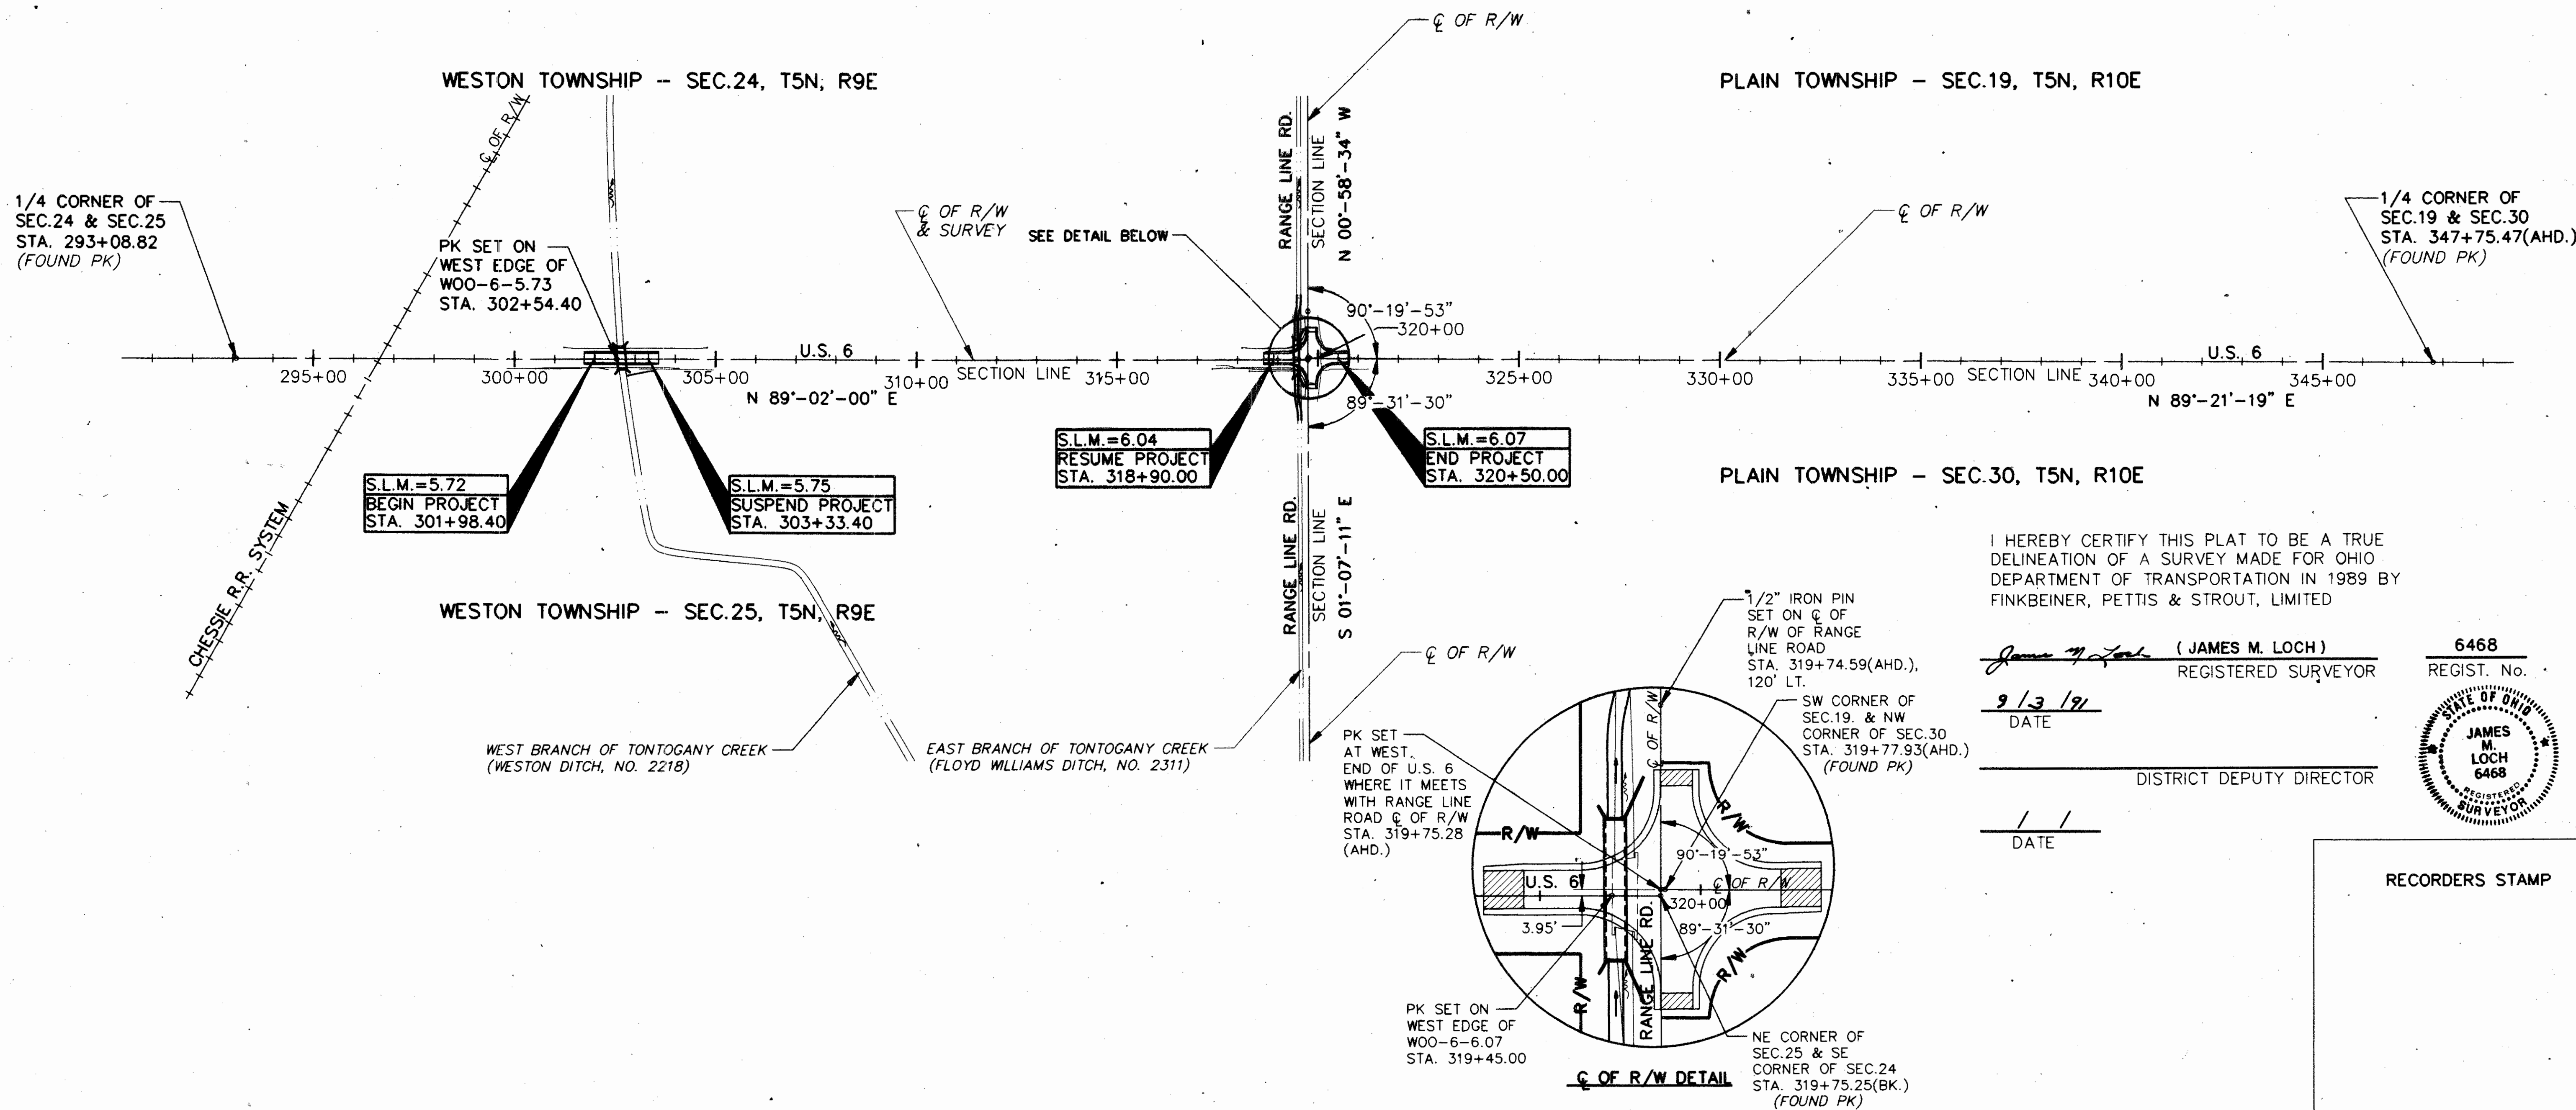 ℄ OF R/W
WESTON TOWNSHIP -- SEC.24, T5N, R9E
PLAIN TOWNSHIP - SEC.19, T5N, R10E
℄ OF R/W
1/4 CORNER OF
SEC.24 & SEC.25
STA. 293+08.82
(FOUND PK)
PK SET ON
WEST EDGE OF
WOO-6-5.73
STA. 302+54.40
℄ OF R/W
& SURVEY
SEE DETAIL BELOW
RANGE LINE RD.
SECTION LINE
N 00°-58'-34" W
℄ OF R/W
1/4 CORNER OF
SEC.19 & SEC.30
STA. 347+75.47(AHD.)
(FOUND PK)
90°-19'-53"
320+00
U.S. 6
U.S. 6
295+00
300+00
305+00
310+00
SECTION LINE
315+00
325+00
330+00
335+00
SECTION LINE
340+00
345+00
N 89°-02'-00" E
89°-31'-30"
N 89°-21'-19" E
S.L.M.=5.72
BEGIN PROJECT
STA. 301+98.40
S.L.M.=5.75
SUSPEND PROJECT
STA. 303+33.40
S.L.M.=6.04
RESUME PROJECT
STA. 318+90.00
S.L.M.=6.07
END PROJECT
STA. 320+50.00
PLAIN TOWNSHIP - SEC.30, T5N, R10E
CHESSIE R.R. SYSTEM
WESTON TOWNSHIP - SEC.25, T5N, R9E
RANGE LINE RD.
SECTION LINE
S 01°-07'-11" E
℄ OF R/W
WEST BRANCH OF TONTOGANY CREEK
(WESTON DITCH, NO. 2218)
EAST BRANCH OF TONTOGANY CREEK
(FLOYD WILLIAMS DITCH, NO. 2311)
I HEREBY CERTIFY THIS PLAT TO BE A TRUE
DELINEATION OF A SURVEY MADE FOR OHIO
DEPARTMENT OF TRANSPORTATION IN 1989 BY
FINKBEINER, PETTIS & STROUT, LIMITED
James M Loch (JAMES M. LOCH)
REGISTERED SURVEYOR
6468
REGIST. No.
9/3/91
DATE
DISTRICT DEPUTY DIRECTOR
/ /
DATE
STATE OF OHIO
JAMES
M.
LOCH
6468
REGISTERED
SURVEYOR
RECORDERS STAMP
1/2" IRON PIN
SET ON ℄ OF
R/W OF RANGE
LINE ROAD
STA. 319+74.59(AHD.),
120' LT.
SW CORNER OF
SEC.19. & NW
CORNER OF SEC.30
STA. 319+77.93(AHD.)
(FOUND PK)
PK SET
AT WEST
END OF U.S. 6
WHERE IT MEETS
WITH RANGE LINE
ROAD ℄ OF R/W
STA. 319+75.28
(AHD.)
℄ OF R/W
R/W
R/W
90°-19'-53"
U.S. 6
℄ OF R/W
320+00
3.95'
89°-31'-30"
RANGE LINE RD.
R/W
R/W
PK SET ON
WEST EDGE OF
WOO-6-6.07
STA. 319+45.00
NE CORNER OF
SEC.25 & SE
CORNER OF SEC.24
STA. 319+75.25(BK.)
(FOUND PK)
℄ OF R/W DETAIL